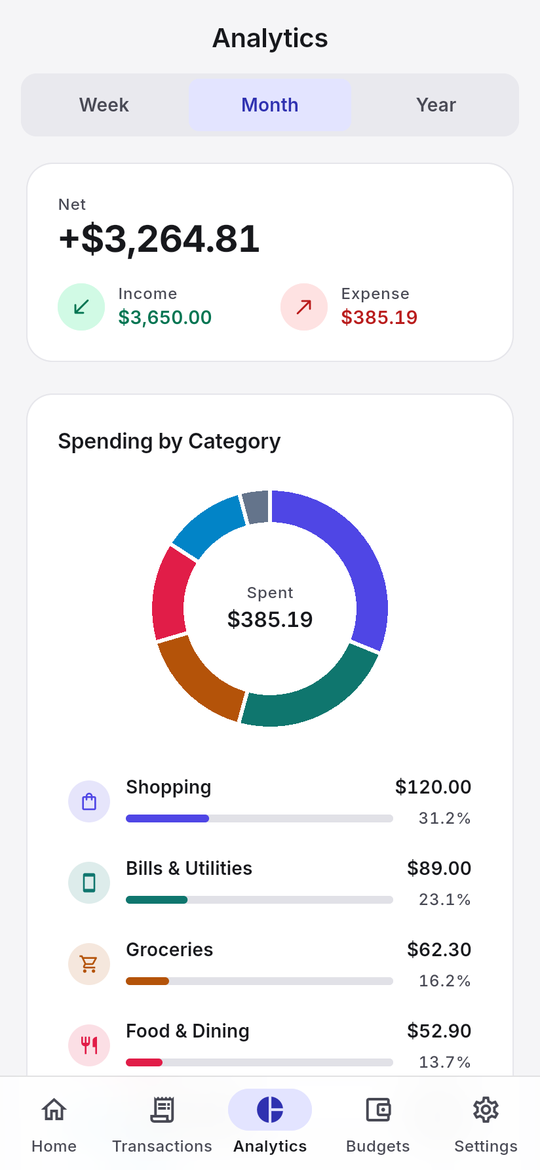 Analytics
Week
Month
Year
Net
+$3,264.81
Income
$3,650.00
Expense
$385.19
Spending by Category
Spent
$385.19
Shopping
$120.00
31.2%
Bills & Utilities
$89.00
23.1%
Groceries
$62.30
16.2%
Food & Dining
$52.90
13.7%
Home
Transactions
Analytics
Budgets
Settings